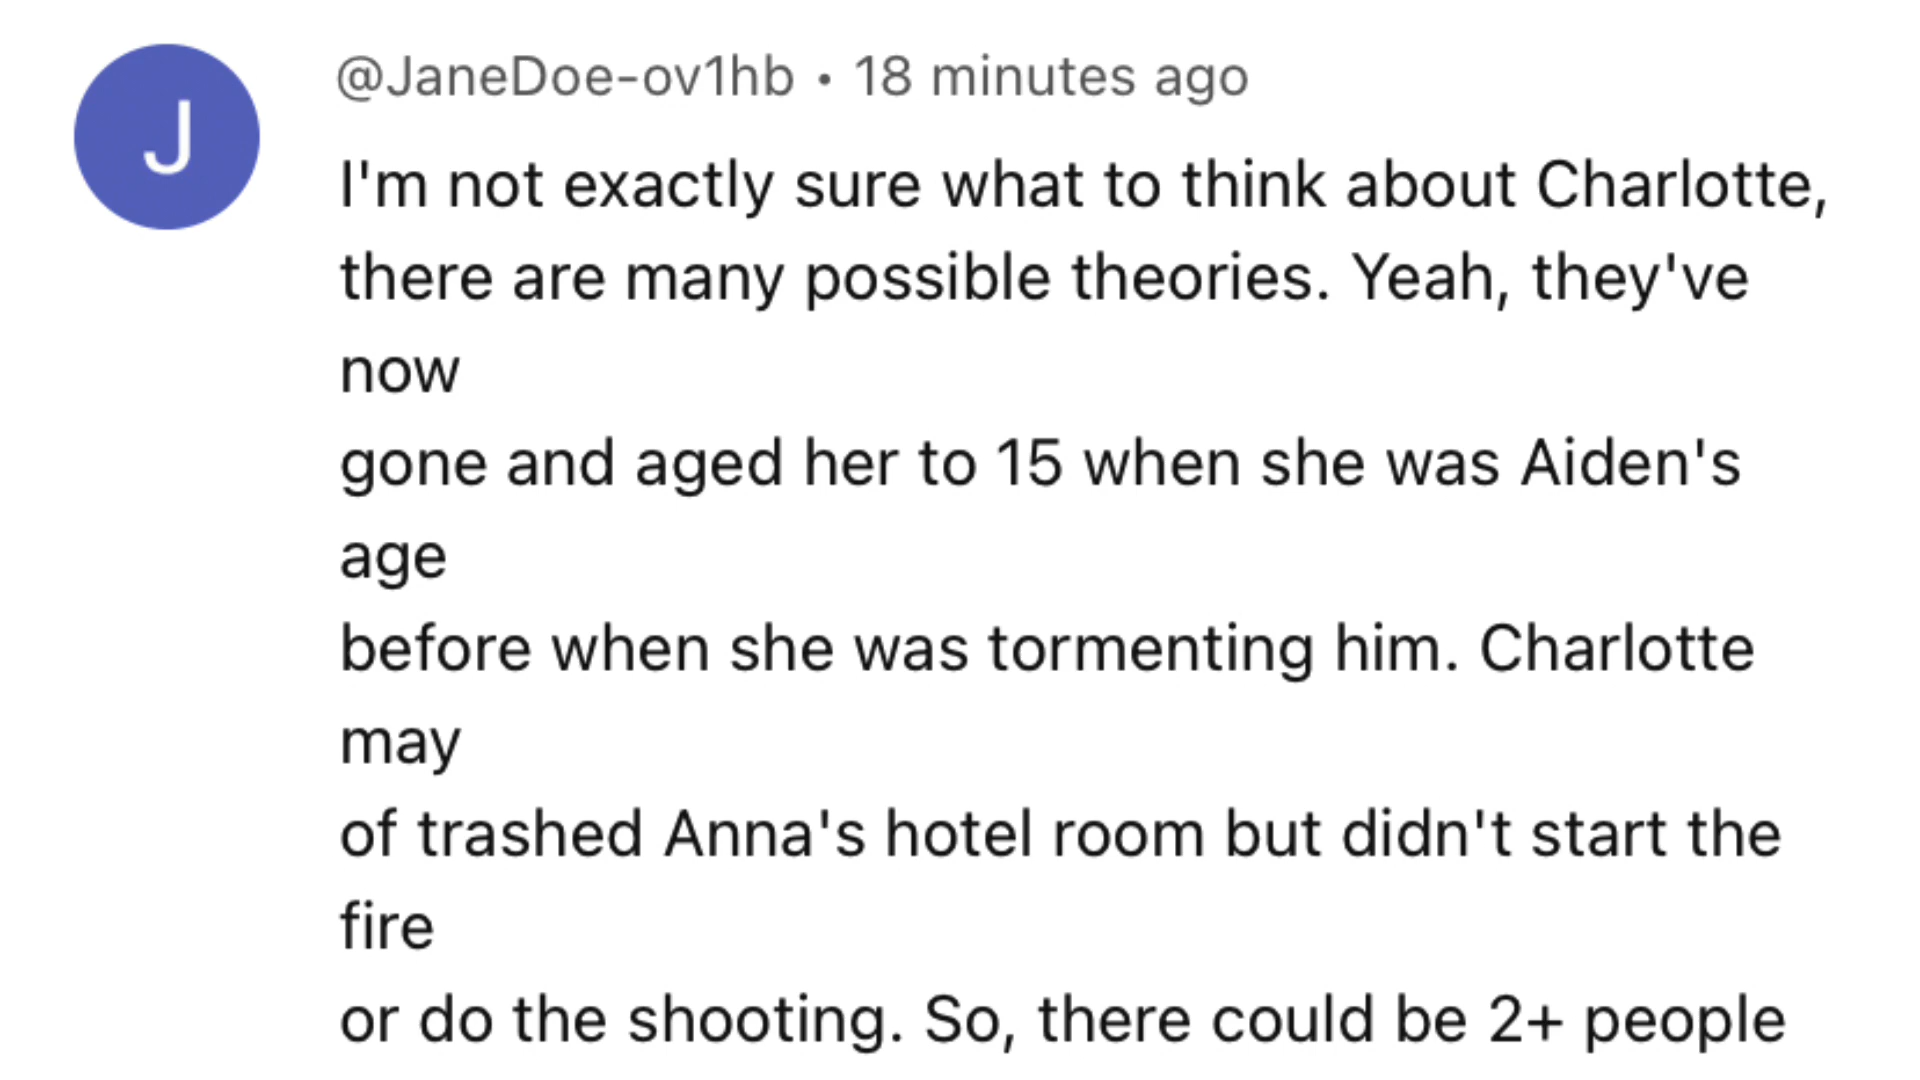 J
@JaneDoe-ov1hb • 18 minutes ago
I'm not exactly sure what to think about Charlotte,
there are many possible theories. Yeah, they've
now
gone and aged her to 15 when she was Aiden's
age
before when she was tormenting him. Charlotte
may
of trashed Anna's hotel room but didn't start the
fire
or do the shooting. So, there could be 2+ people